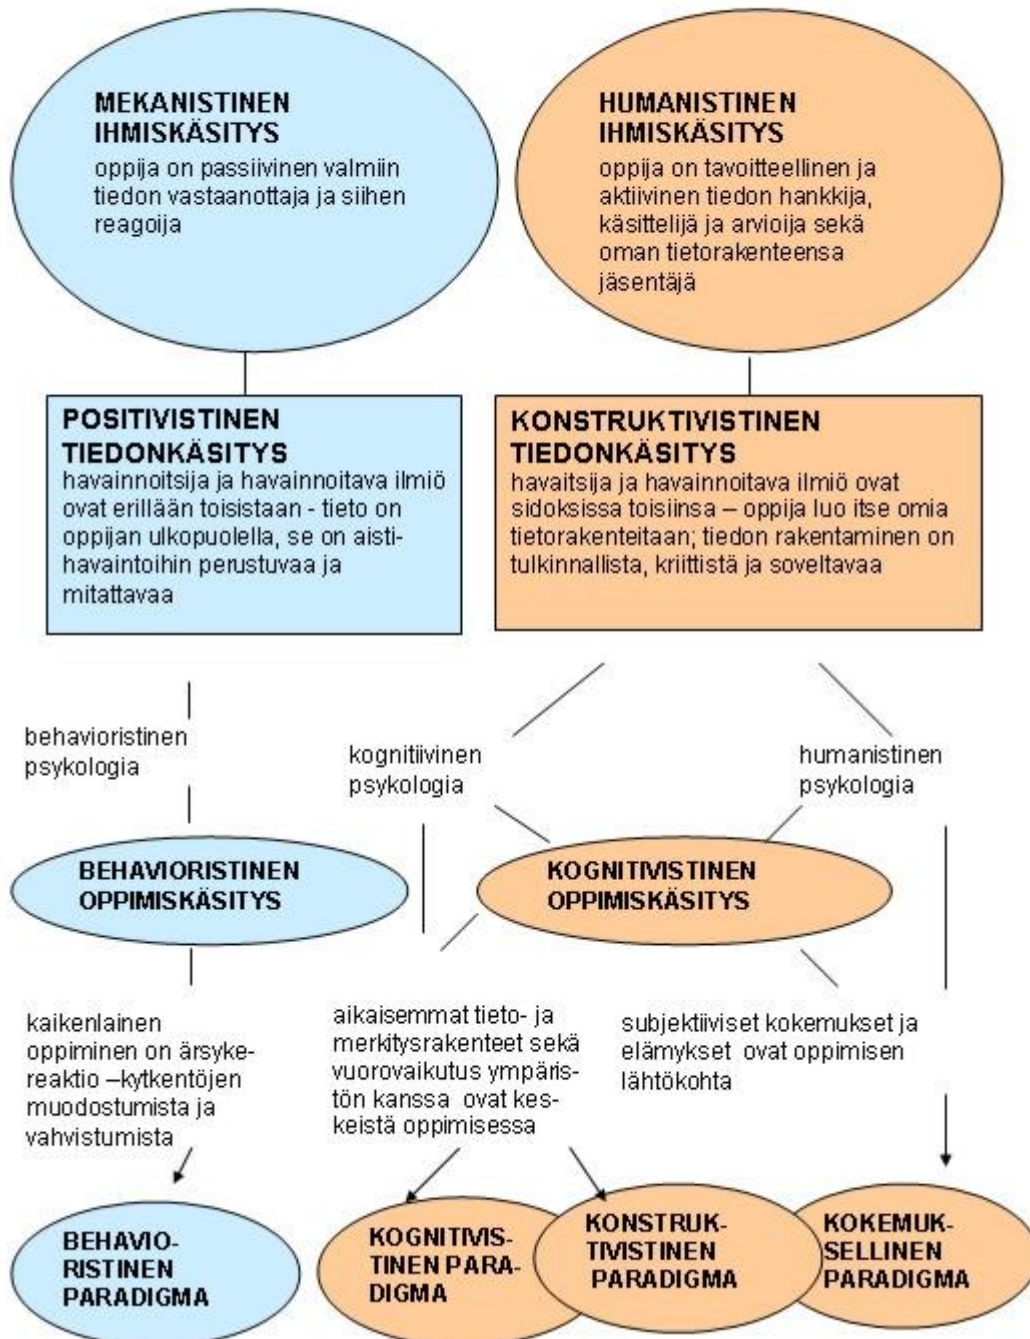 MEKANISTINEN
IHMISKÄSITYS
oppija on passiivinen valmiin
tiedon vastaanottaja ja siihen
reagoija
HUMANISTINEN
IHMISKÄSITYS
oppija on tavoitteellinen ja
aktiivinen tiedon hankkija,
käsittelijä ja arvioija sekä
oman tietorakenteensa
jäsentäjä
POSITIVISTINEN
TIEDONKÄSITYS
havainnoitsija ja havainnoitava ilmiö
ovat erillään toisistaan - tieto on
oppijan ulkopuolella, se on aisti-
havaintoihin perustuvaa ja
mitattavaa
KONSTRUKTIVISTINEN
TIEDONKÄSITYS
havaitsija ja havainnoitava ilmiö ovat
sidoksissa toisiinsa – oppija luo itse omia
tietorakenteitaan; tiedon rakentaminen on
tulkinnallista, kriittistä ja soveltavaa
behavioristinen
psykologia
kognitiivinen
psykologia
humanistinen
psykologia
BEHAVIORISTINEN
OPPIMISKÄSITYS
KOGNITIVISTINEN
OPPIMISKÄSITYS
kaikenlainen
oppiminen on ärsyke-
reaktio –kytkentöjen
muodostumista ja
vahvistumista
aikaisemmat tieto- ja
merkitysrakenteet sekä
vuorovaikutus ympäris-
tön kanssa ovat kes-
keistä oppimisessa
subjektiiviset kokemukset ja
elämykset ovat oppimisen
lähtökohta
BEHAVIO-
RISTINEN
PARADIGMA
KOGNITIVIS-
TINEN PARA-
DIGMA
KONSTRUK-
TIVISTINEN
PARADIGMA
KOKEMUK-
SELLINEN
PARADIGMA